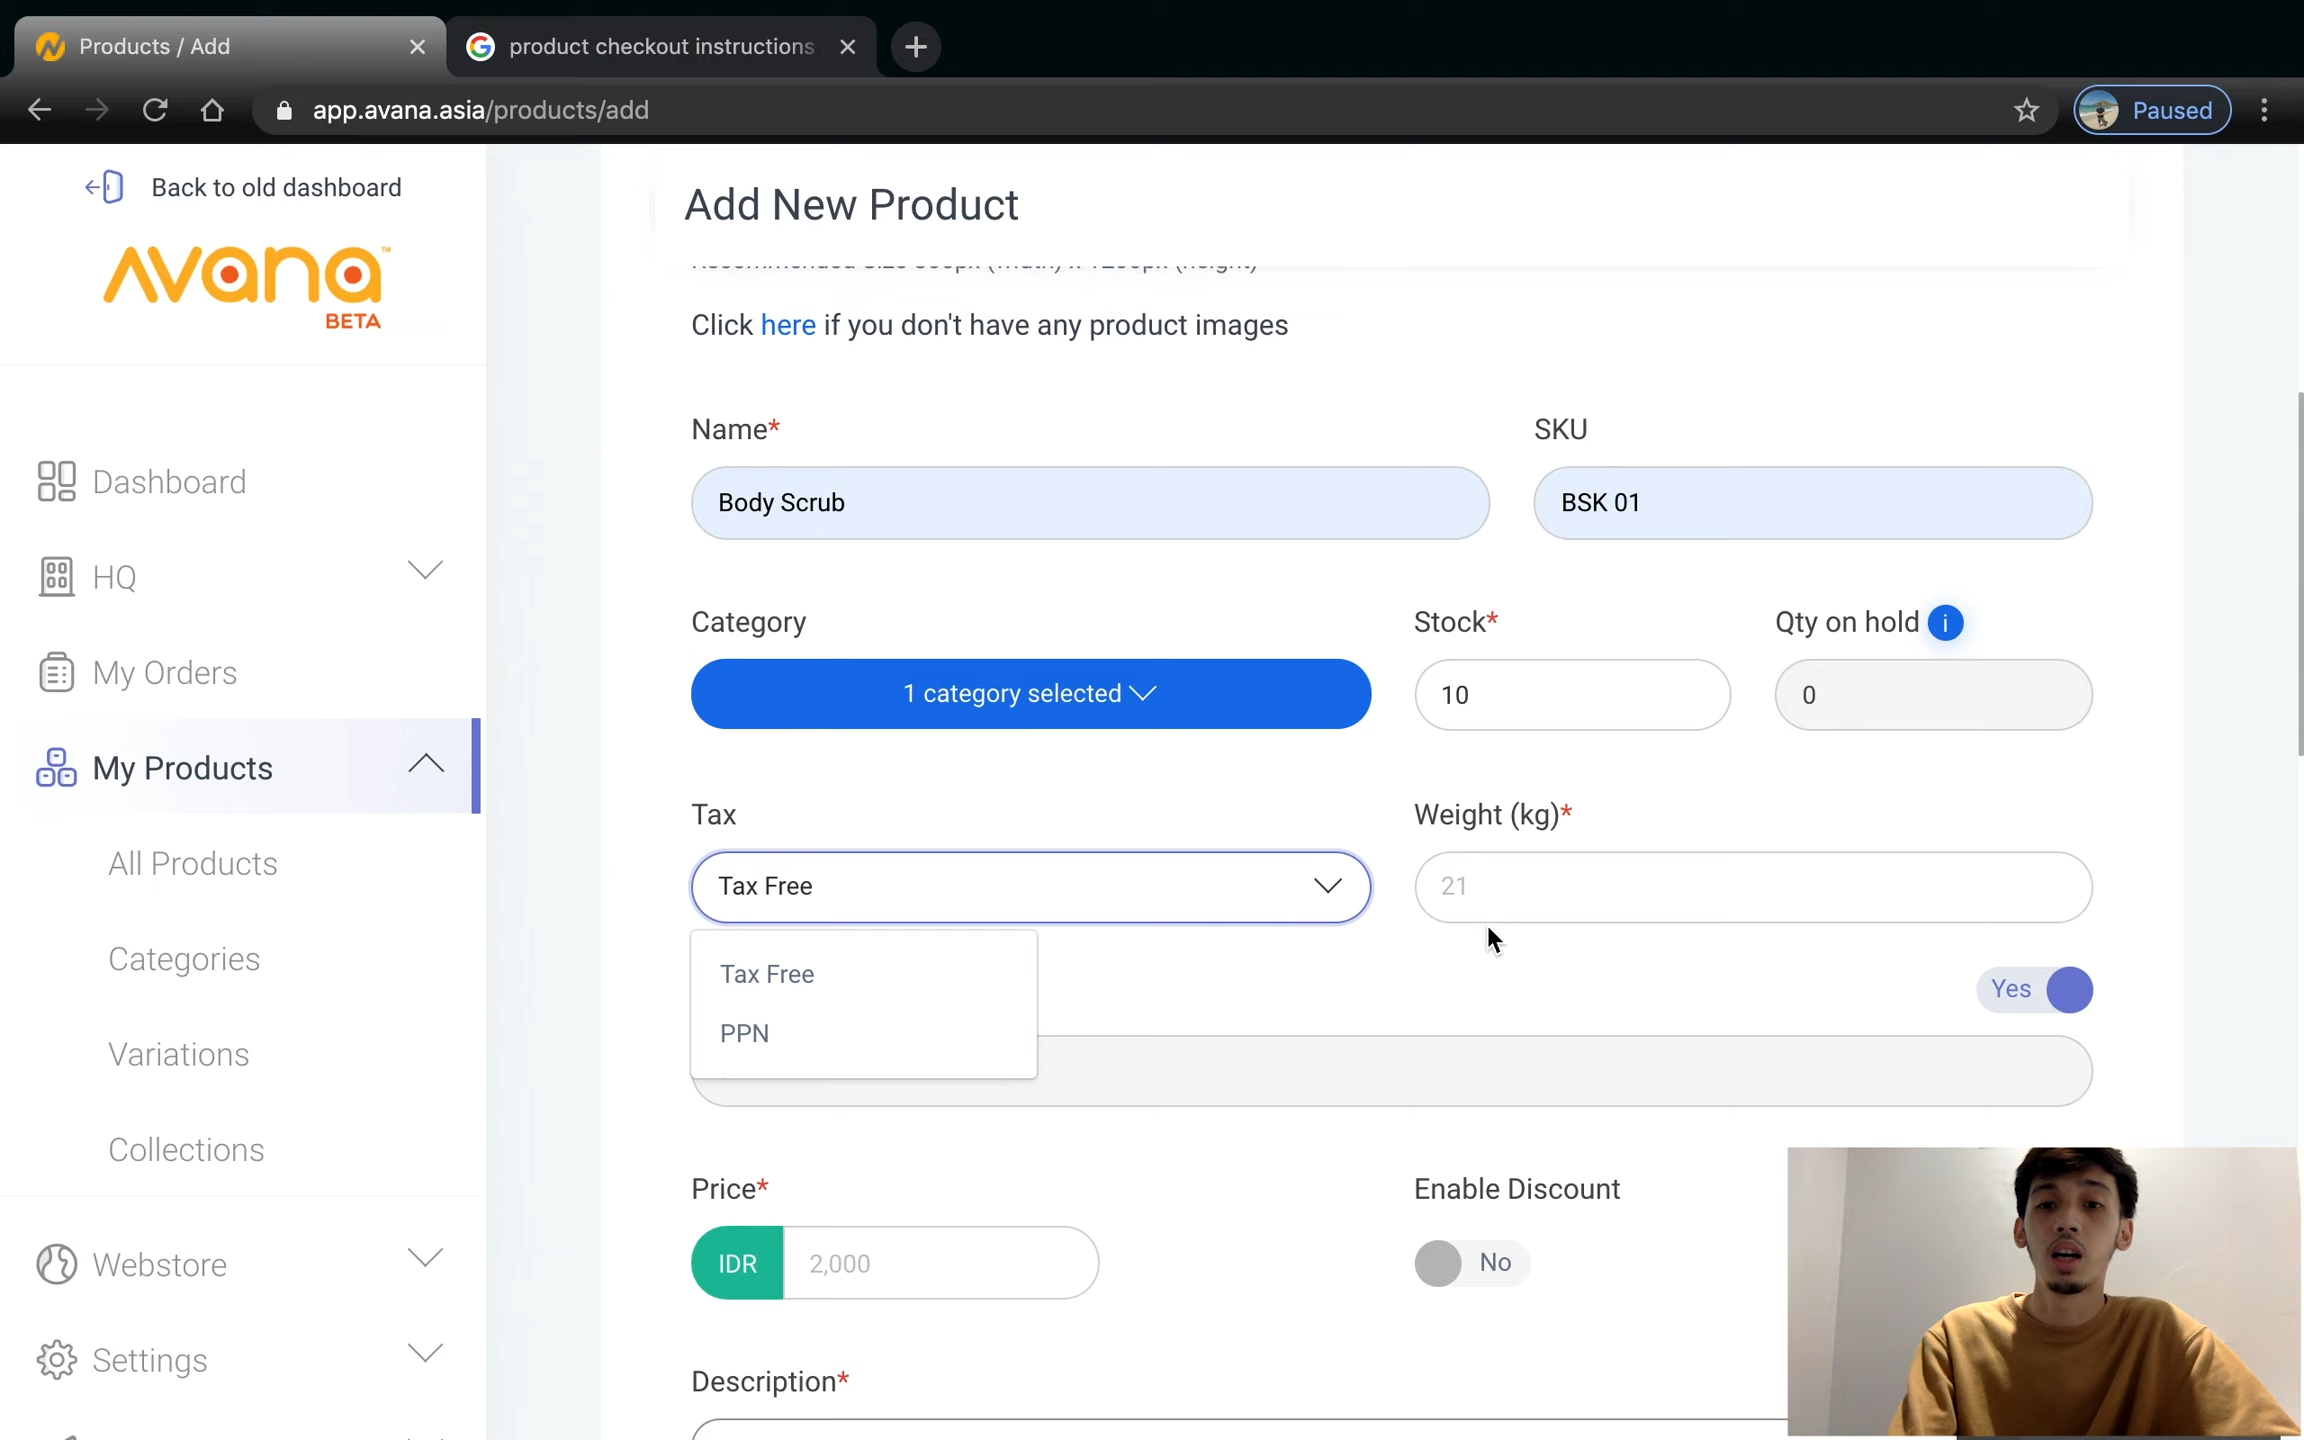 Products / Add
product checkout instructions
app.avana.asia/products/add
Paused
Back to old dashboard
Avana™
BETA
Dashboard
HQ
My Orders
My Products
All Products
Categories
Variations
Collections
Webstore
Settings
Add New Product
Click here if you don't have any product images
Name*
SKU
Body Scrub
BSK 01
Category
Stock*
Qty on hold i
1 category selected
10
0
Tax
Weight (kg)*
Tax Free
21
Tax Free
PPN
Yes
Price*
Enable Discount
IDR 2,000
No
Description*